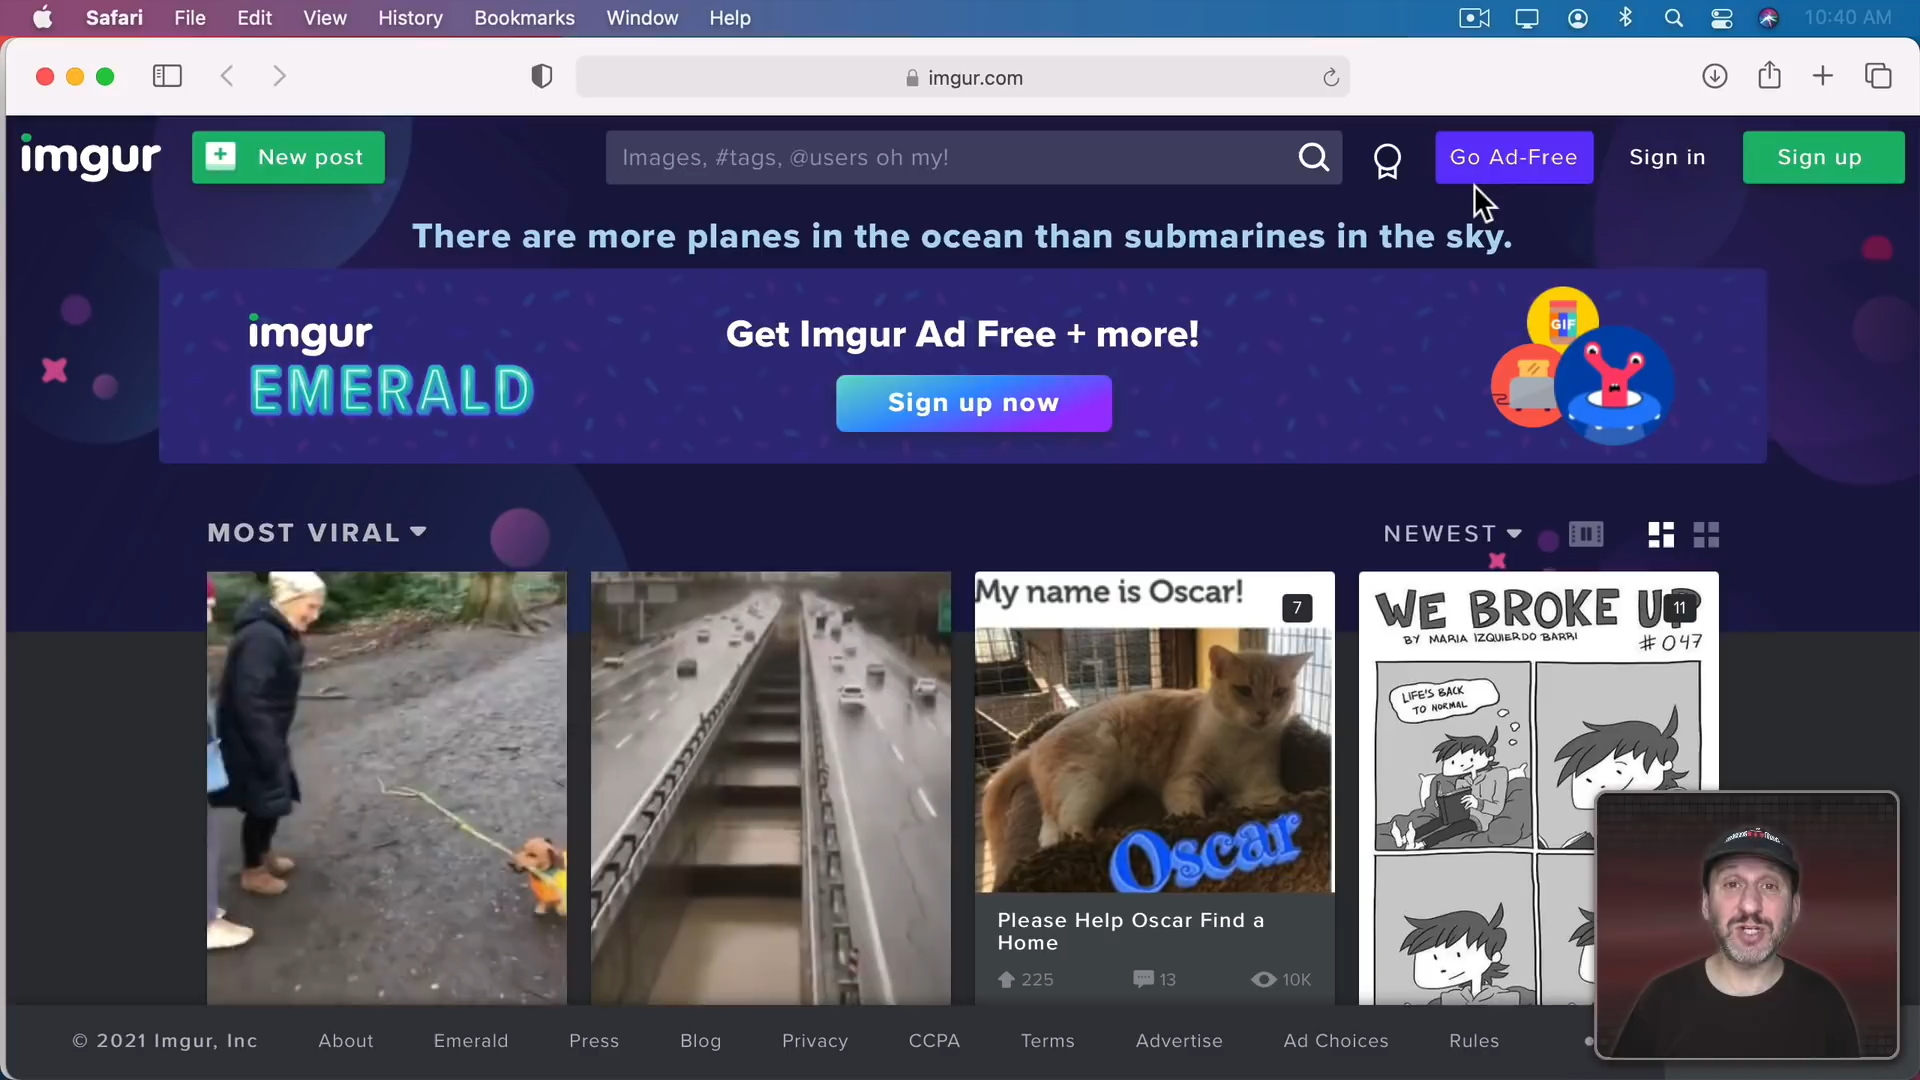 Safari File Edit View History Bookmarks Window Help 10:40 AM
imgur.com
imgur New post Images, #tags, @users oh my! Go Ad-Free Sign in Sign up
There are more planes in the ocean than submarines in the sky.
imgur
EMERALD
Get Imgur Ad Free + more!
Sign up now
GIF
MOST VIRAL
NEWEST
My name is Oscar!
7
Oscar
Please Help Oscar Find a
Home
225 13 10K
WE BROKE UP
11
BY MARIA IZQUIERDO BARRI
#047
LIFE'S BACK
TO NORMAL
© 2021 Imgur, Inc About Emerald Press Blog Privacy CCPA Terms Advertise Ad Choices Rules